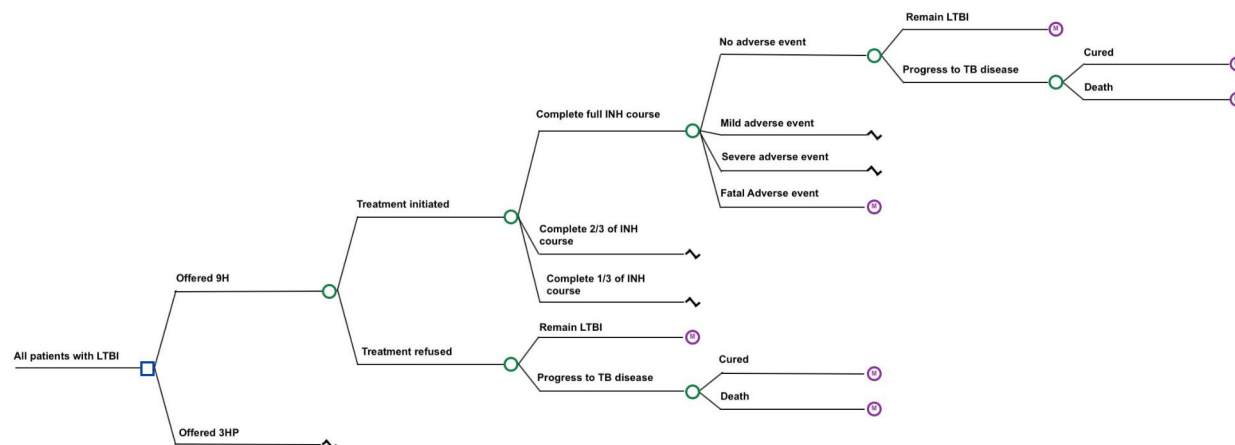 Remain LTBI
M
No adverse event
Cured
M
Progress to TB disease
Death
M
Complete full INH course
Mild adverse event
Severe adverse event
Fatal Adverse event
M
Treatment initiated
Complete 2/3 of INH
course
Offered 9H
Complete 1/3 of INH
course
Remain LTBI
M
All patients with LTBI
Treatment refused
Cured
M
Progress to TB disease
Death
M
Offered 3HP